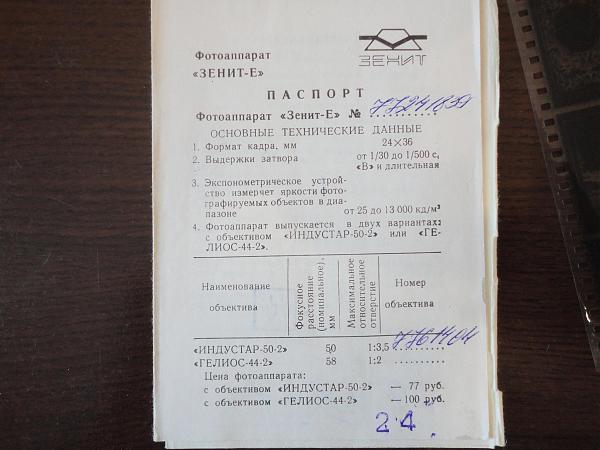 Фотоаппарат
«ЗЕНИТ-Е»
ЗЕНИТ
ПАСПОРТ
Фотоаппарат «Зенит-Е» № 77241839
ОСНОВНЫЕ ТЕХНИЧЕСКИЕ ДАННЫЕ
1. Формат кадра, мм 24×36
2. Выдержки затвора от 1/30 до 1/500 с,
«В» и длительная
3. Экспонометрическое устрой-
ство измерчет яркости фото-
графируемых объектов в диа-
пазоне от 25 до 13 000 кд/м²
4. Фотоаппарат выпускается в двух вариантах:
с объективом «ИНДУСТАР-50-2» или «ГЕ-
ЛИОС-44-2».
Наименование
объектива
Фокусное
расстояние
(номинальное),
мм
Максимальное
относительное
отверстие
Номер
объектива
«ИНДУСТАР-50-2» 50 1:3,5 7761404
«ГЕЛИОС-44-2» 58 1:2
Цена фотоаппарата:
с объективом «ИНДУСТАР-50-2» — 77 руб.
с объективом «ГЕЛИОС-44-2» — 100 руб.
24